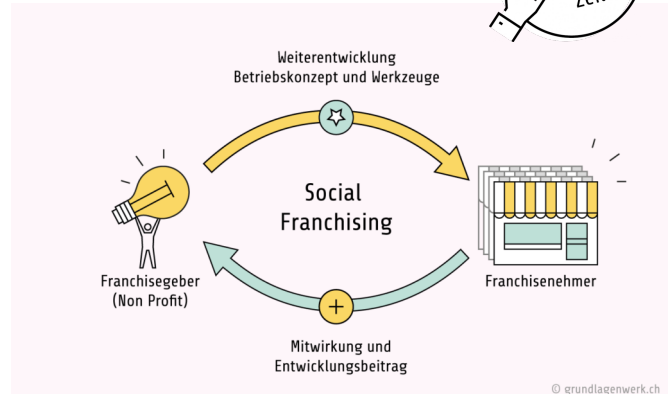 Weiterentwicklung
Betriebskonzept und Werkzeuge
Social
Franchising
Franchisegeber
(Non Profit)
Franchisenehmer
Mitwirkung und
Entwicklungsbeitrag
© grundlagenwerk.ch